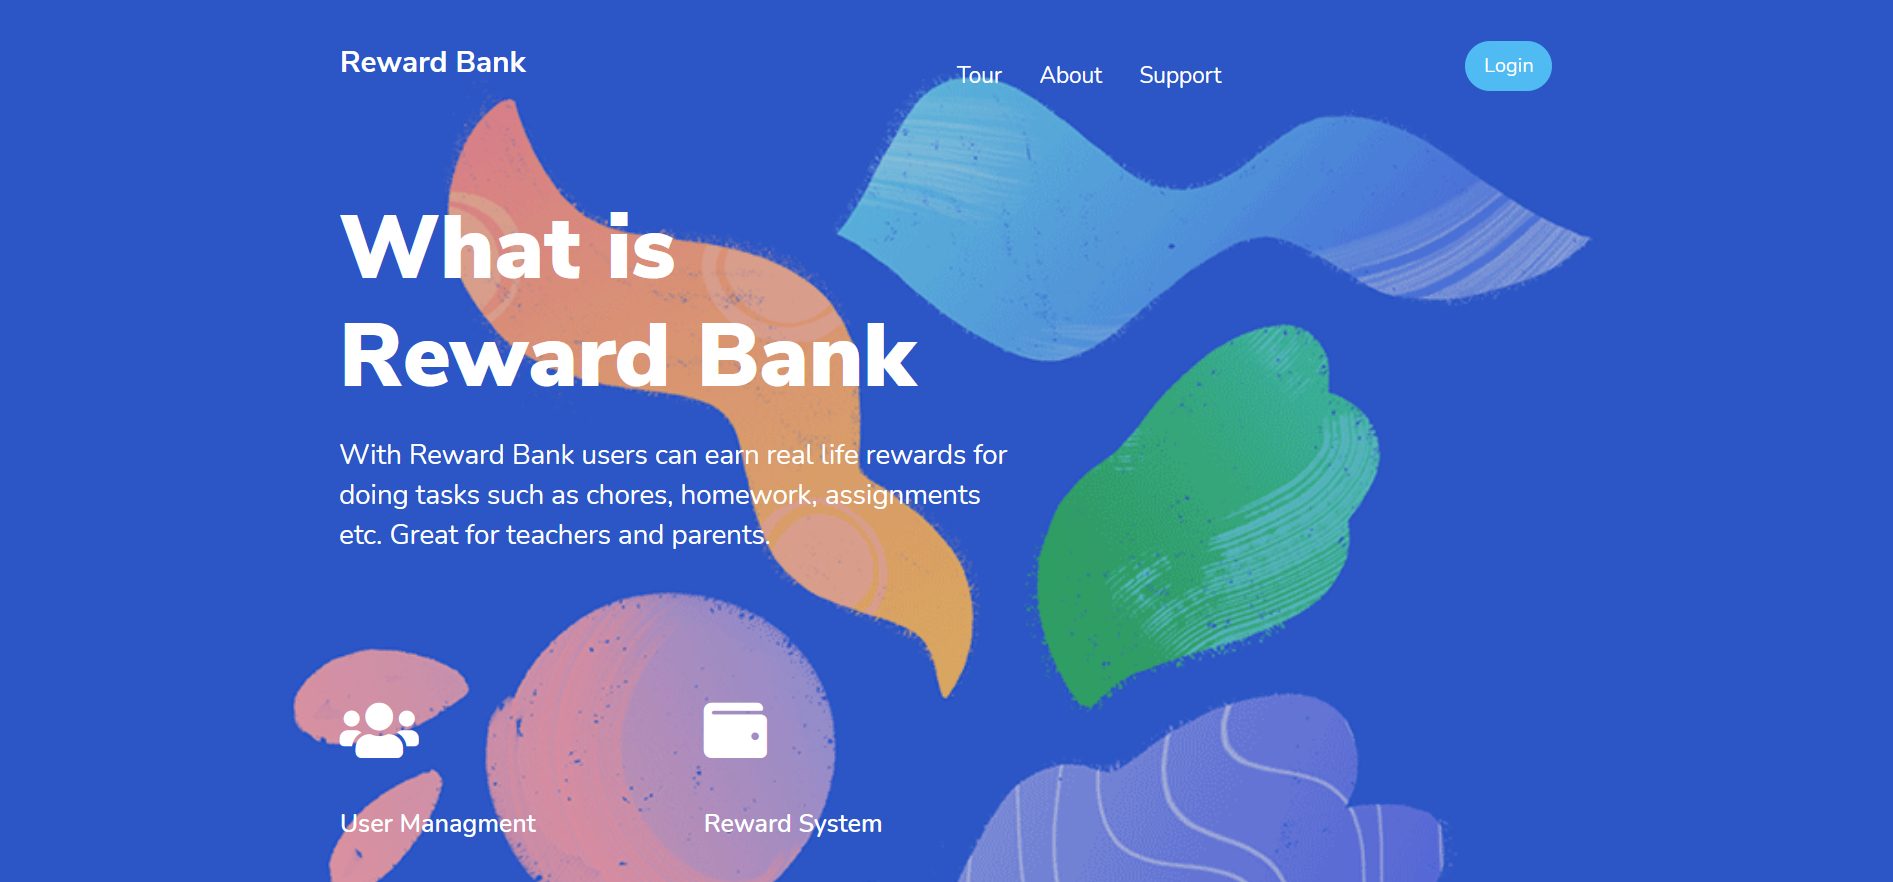 Reward Bank
Tour About Support
Login
What is
Reward Bank
With Reward Bank users can earn real life rewards for
doing tasks such as chores, homework, assignments
etc. Great for teachers and parents.
User Managment
Reward System